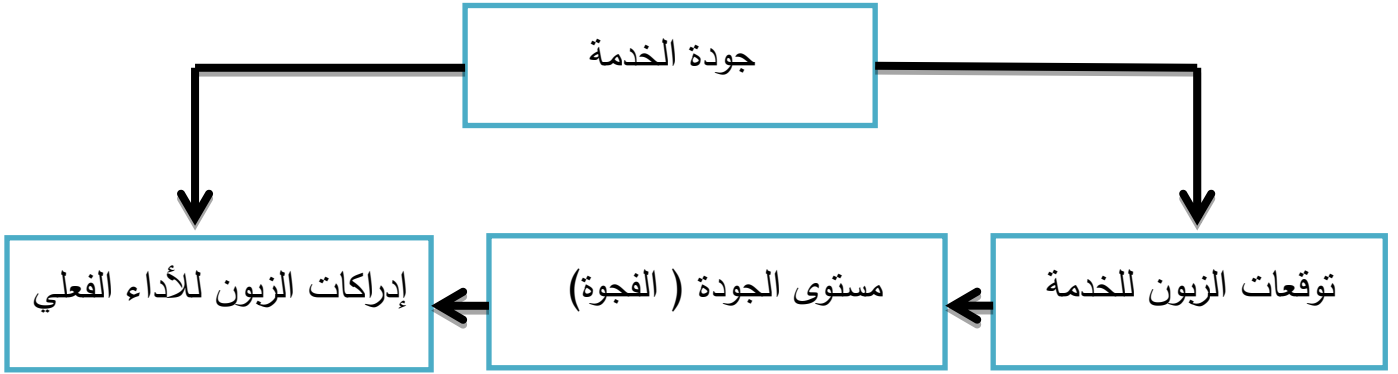 جودة الخدمة
توقعات الزبون للخدمة
مستوى الجودة ( الفجوة)
إدراكات الزبون للأداء الفعلي